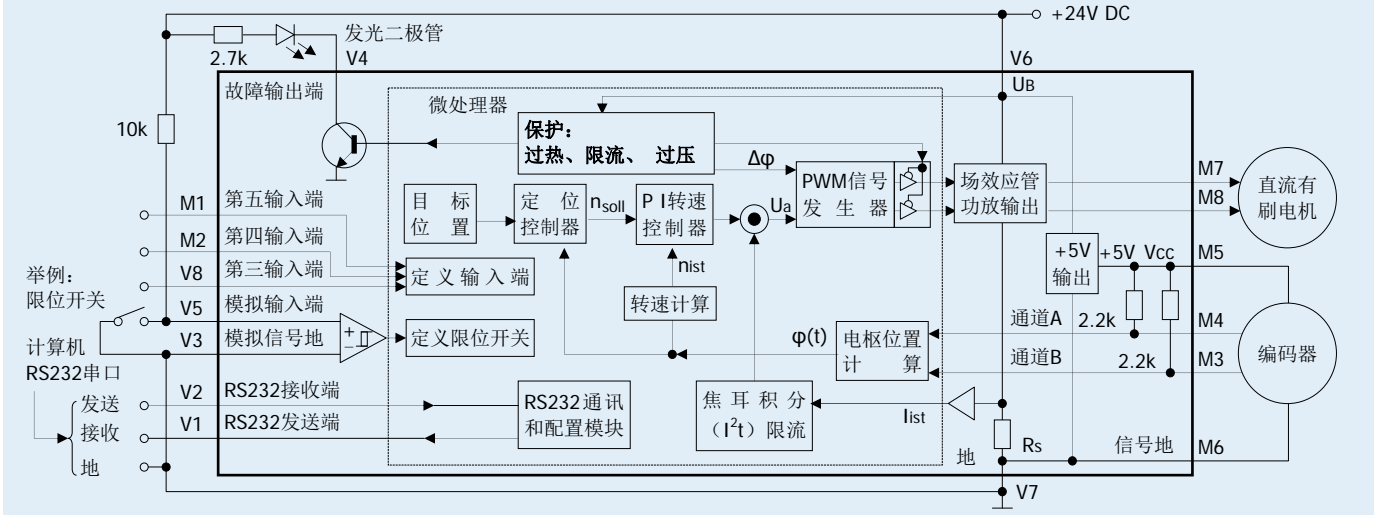 +24V DC
发光二极管
2.7k
V4
V6
故障输出端
UB
微处理器
10k
保护：
过热、限流、 过压
Δφ
M7
M1
第五输入端
目 标
位 置
定 位
控制器
nsoll
P I转速
控制器
Ua
PWM信号
发 生 器
场效应管
功放输出
M8
直流有
刷电机
M2
第四输入端
V8
第三输入端
定 义 输 入 端
nist
+5V
输出
+5V
Vcc
M5
举例：
限位开关
V5
模拟输入端
转速计算
V3
模拟信号地
定义限位开关
φ(t)
电枢位置
计 算
通道A
2.2k
M4
通道B
2.2k
M3
编码器
计算机
RS232串口
发送
V2
RS232接收端
RS232通讯
和配置模块
焦 耳 积 分
（I²t）限流
Iist
接收
V1
RS232发送端
地
地
Rs
信号地
M6
V7